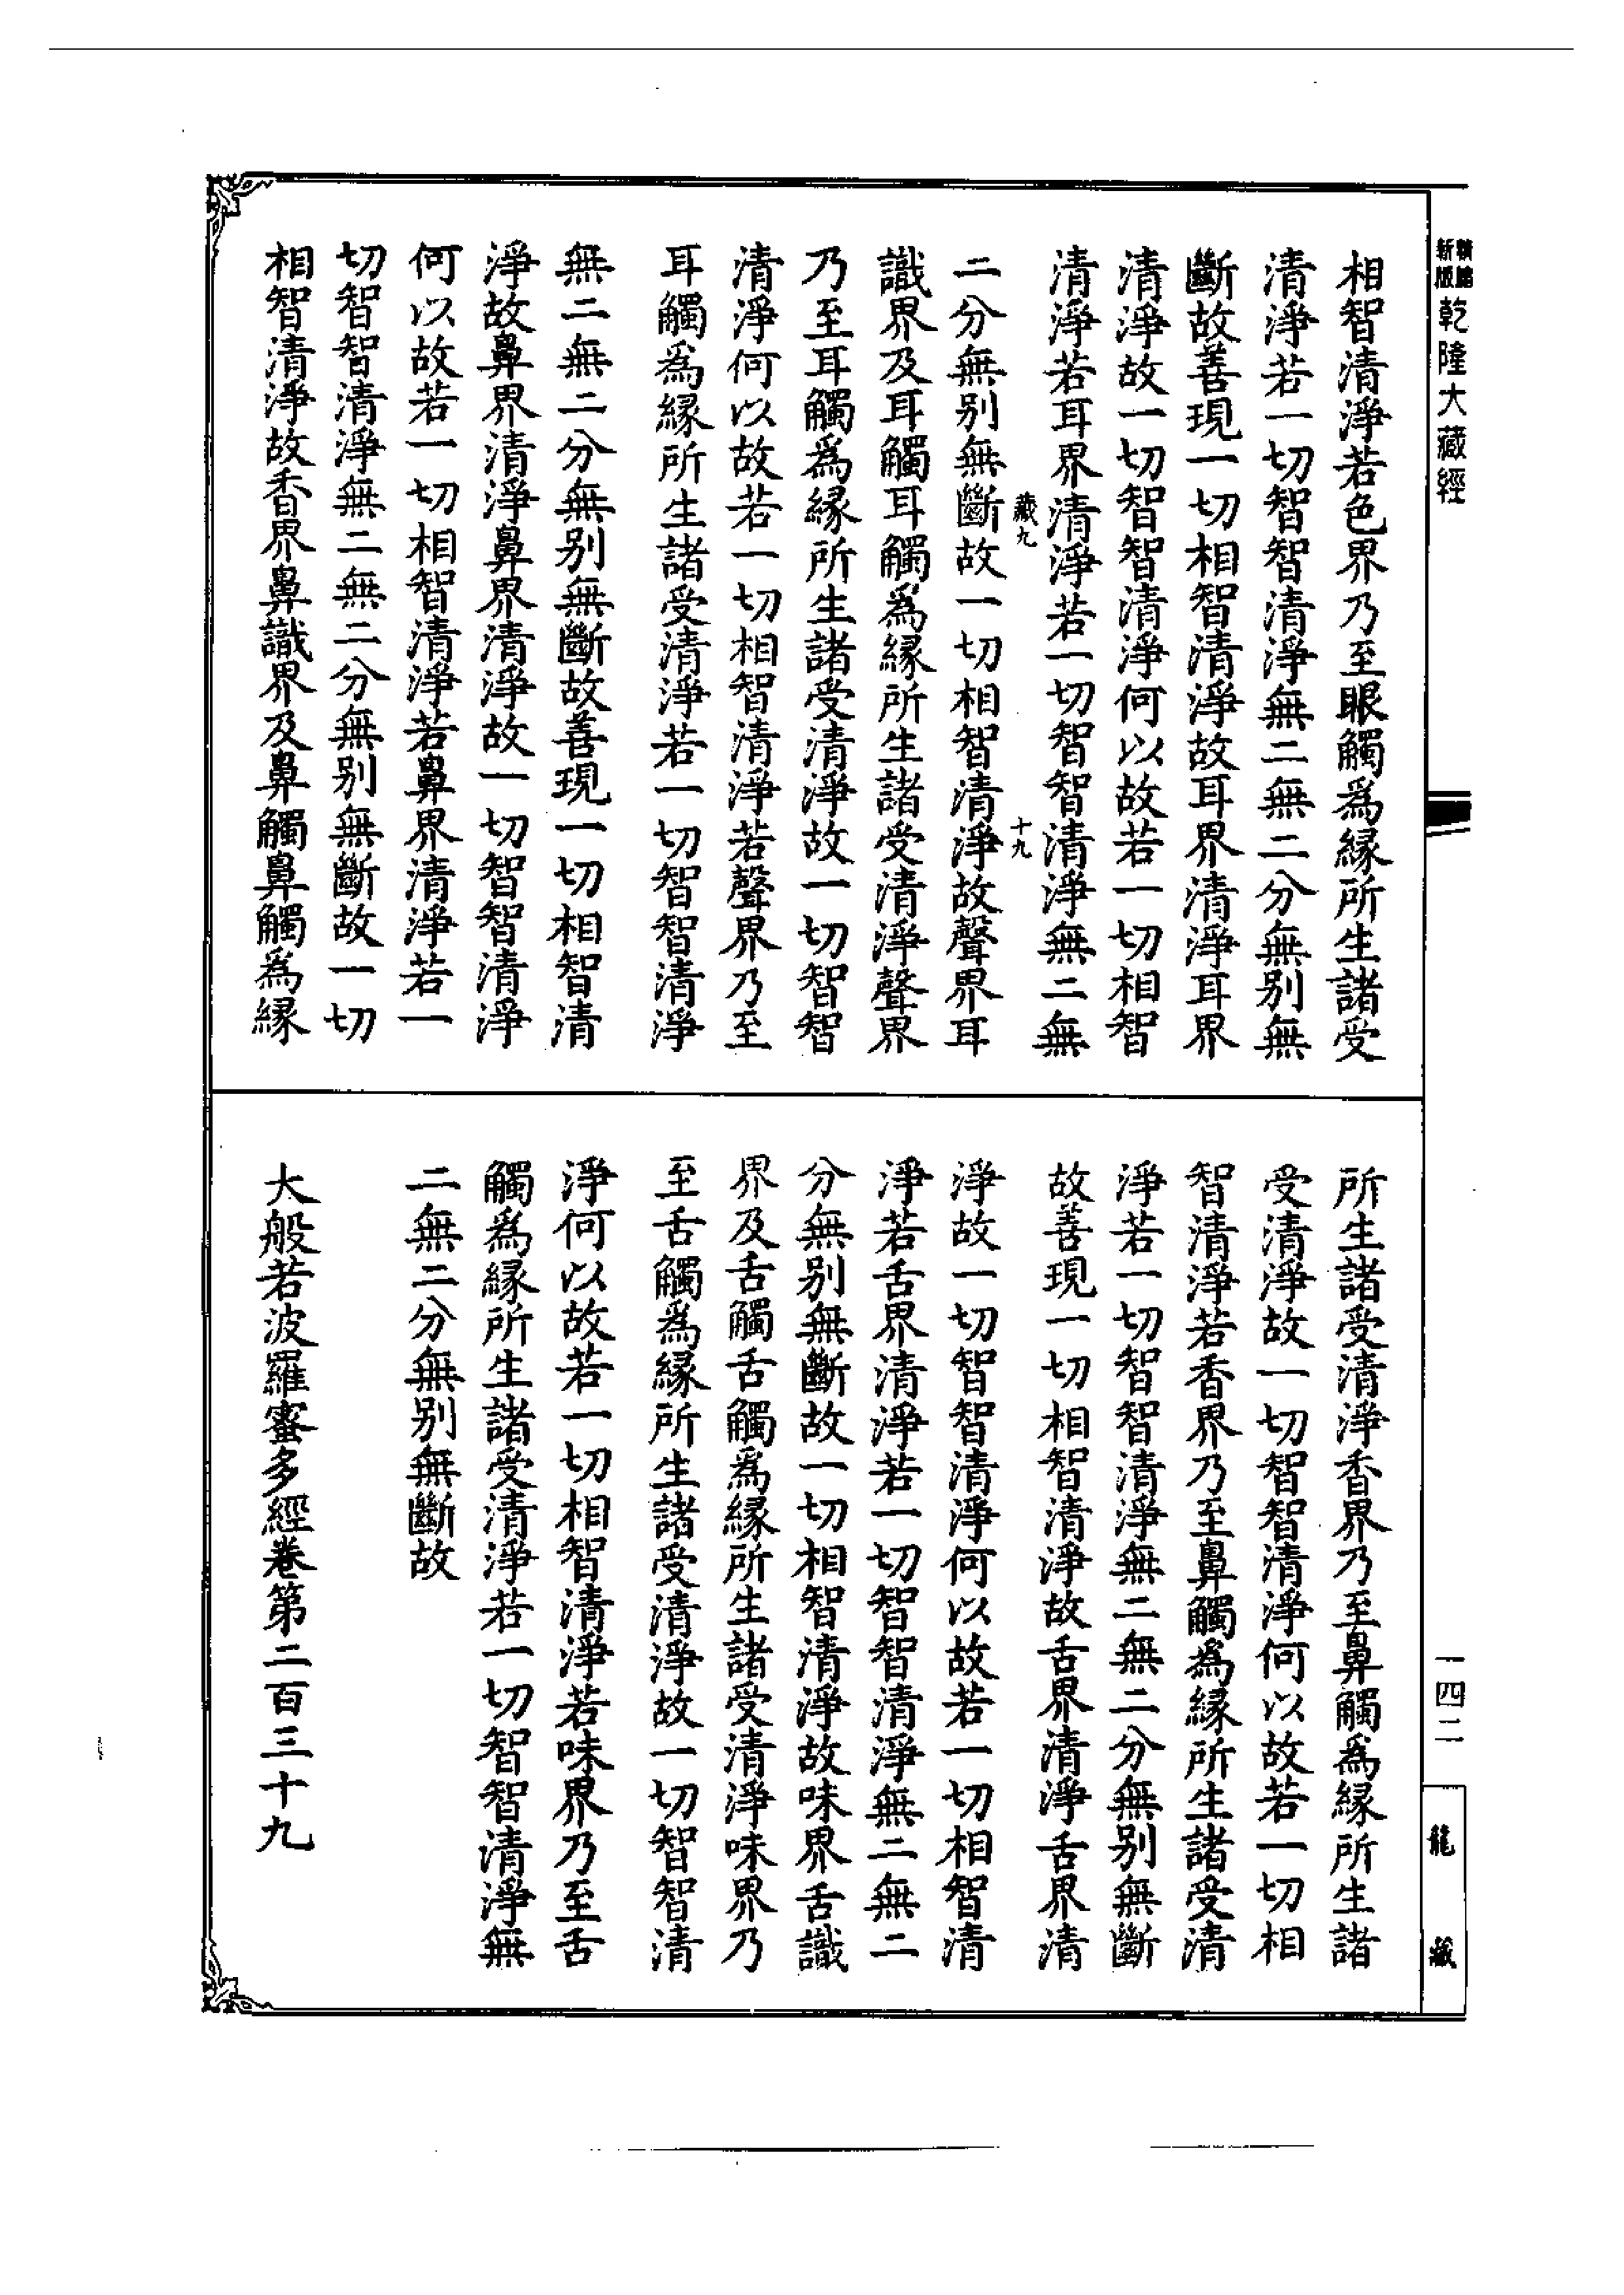 新版
乾隆大藏經
相智清淨若色界乃至眼觸爲緣所生諸受
清淨若一切智智清淨無二無二分無别無
斷故善現一切相智清淨故耳界清淨耳界
清淨故一切智智清淨何以故若一切相智
清淨若耳界清淨若一切智智清淨無二無
藏九
十九
二分無别無斷故一切相智清淨故聲界耳
識界及耳觸耳觸爲緣所生諸受清淨聲界
乃至耳觸爲緣所生諸受清淨故一切智智
清淨何以故若一切相智清淨若聲界乃至
耳觸爲緣所生諸受清淨若一切智智清淨
無二無二分無别無斷故善現一切相智清
淨故鼻界清淨鼻界清淨故一切智智清淨
何以故若一切相智清淨若鼻界清淨若一
切智智清淨無二無二分無别無斷故一切
相智清淨故香界鼻識界及鼻觸鼻觸爲緣
所生諸受清淨香界乃至鼻觸爲緣所生諸
受清淨故一切智智清淨何以故若一切相
智清淨若香界乃至鼻觸爲緣所生諸受清
淨若一切智智清淨無二無二分無别無斷
故善現一切相智清淨故舌界清淨舌界清
淨故一切智智清淨何以故若一切相智清
淨若舌界清淨若一切智智清淨無二無二
分無别無斷故一切相智清淨故味界舌識
界及舌觸舌觸爲緣所生諸受清淨味界乃
至舌觸爲緣所生諸受清淨故一切智智清
淨何以故若一切相智清淨若味界乃至舌
觸爲緣所生諸受清淨若一切智智清淨無
二無二分無别無斷故
大般若波羅蜜多經卷第二百三十九
一四二
龍藏